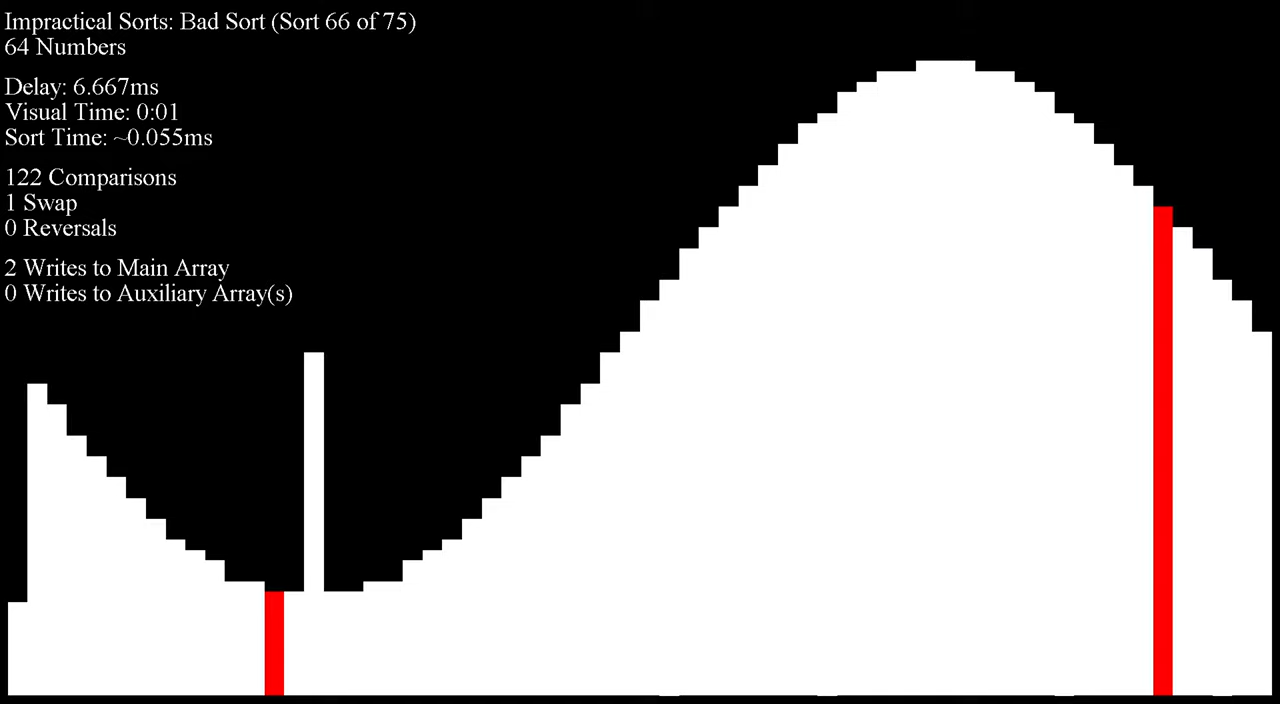 Impractical Sorts: Bad Sort (Sort 66 of 75)
64 Numbers
Delay: 6.667ms
Visual Time: 0:01
Sort Time: ~0.055ms
122 Comparisons
1 Swap
0 Reversals
2 Writes to Main Array
0 Writes to Auxiliary Array(s)